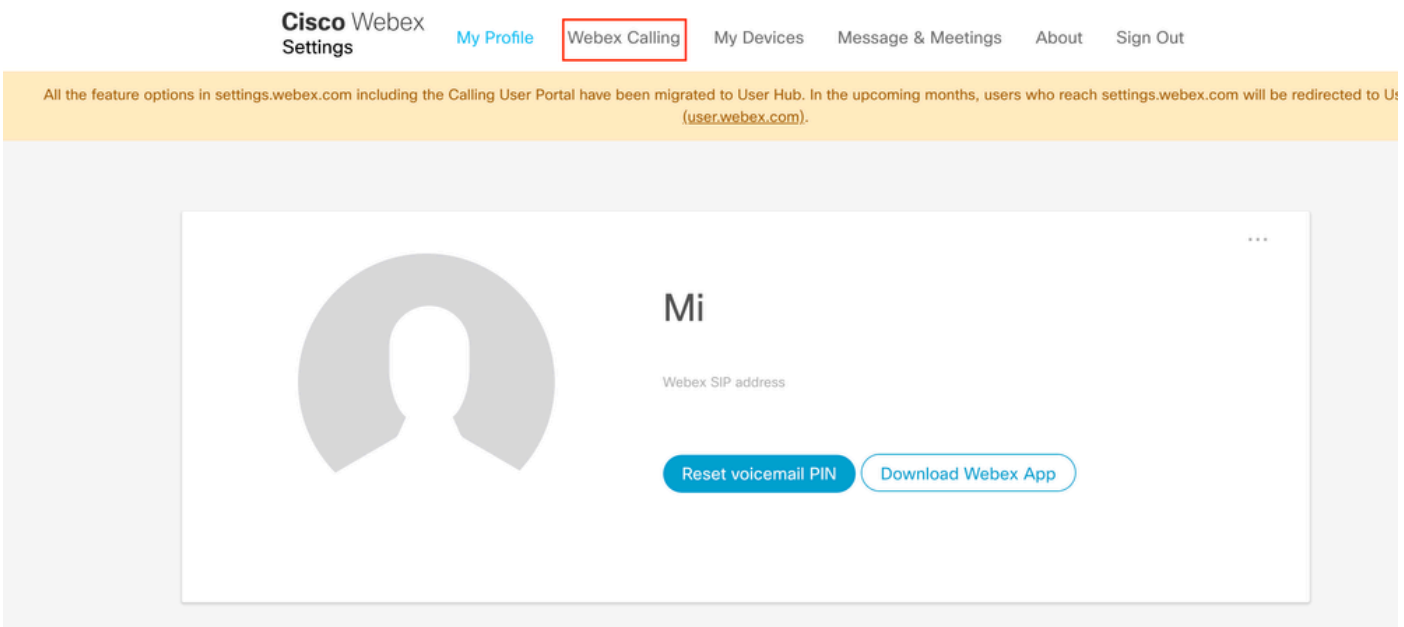 Cisco Webex
Settings
My Profile
Webex Calling
My Devices
Message & Meetings
About
Sign Out
All the feature options in settings.webex.com including the Calling User Portal have been migrated to User Hub. In the upcoming months, users who reach settings.webex.com will be redirected to
(user.webex.com).
Mi
Webex SIP address
Reset voicemail PIN
Download Webex App